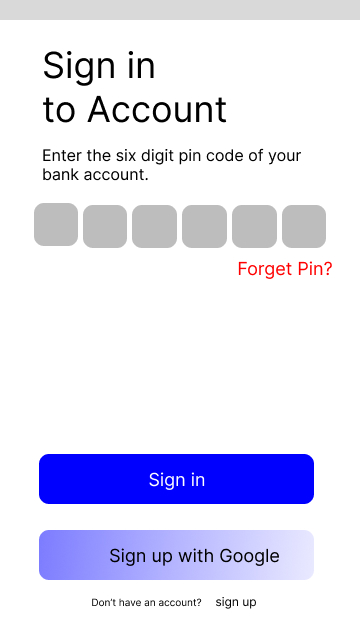 Sign in
to Account
Enter the six digit pin code of your
bank account.
Forget Pin?
Sign in
Sign up with Google
Don't have an account? sign up